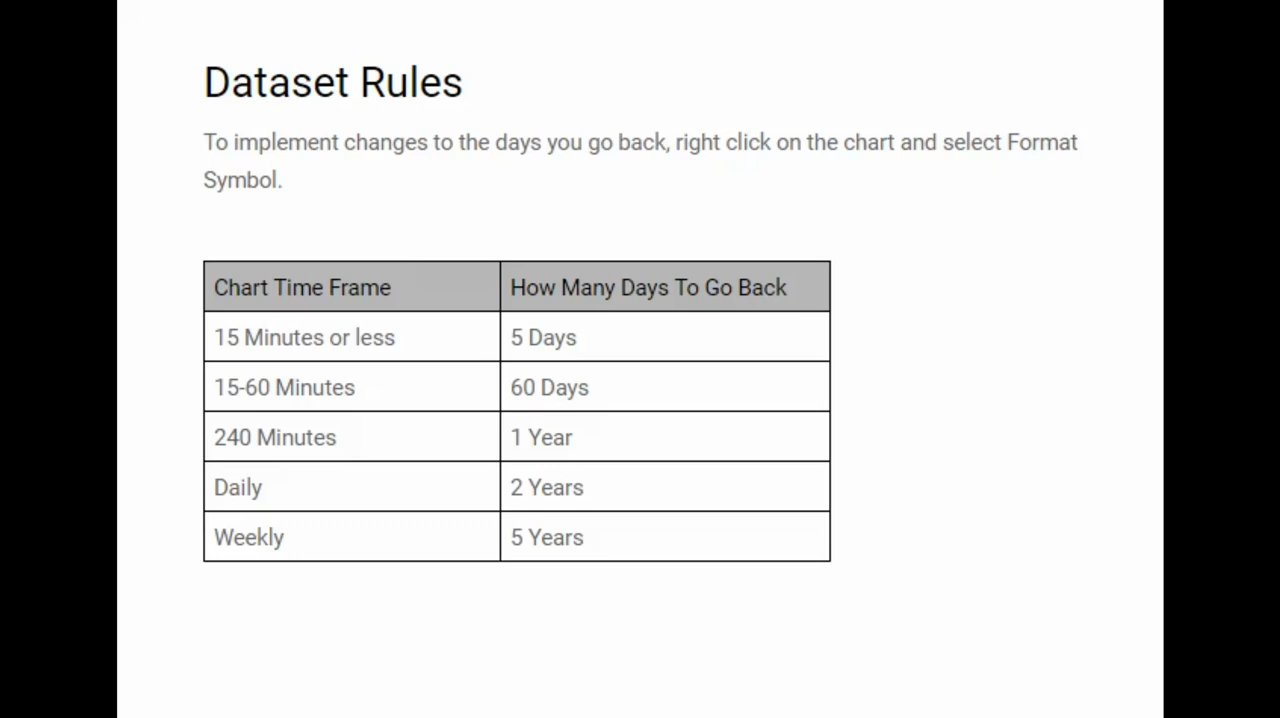 Dataset Rules
To implement changes to the days you go back, right click on the chart and select Format
Symbol.
Chart Time Frame How Many Days To Go Back
15 Minutes or less 5 Days
15-60 Minutes 60 Days
240 Minutes 1 Year
Daily 2 Years
Weekly 5 Years